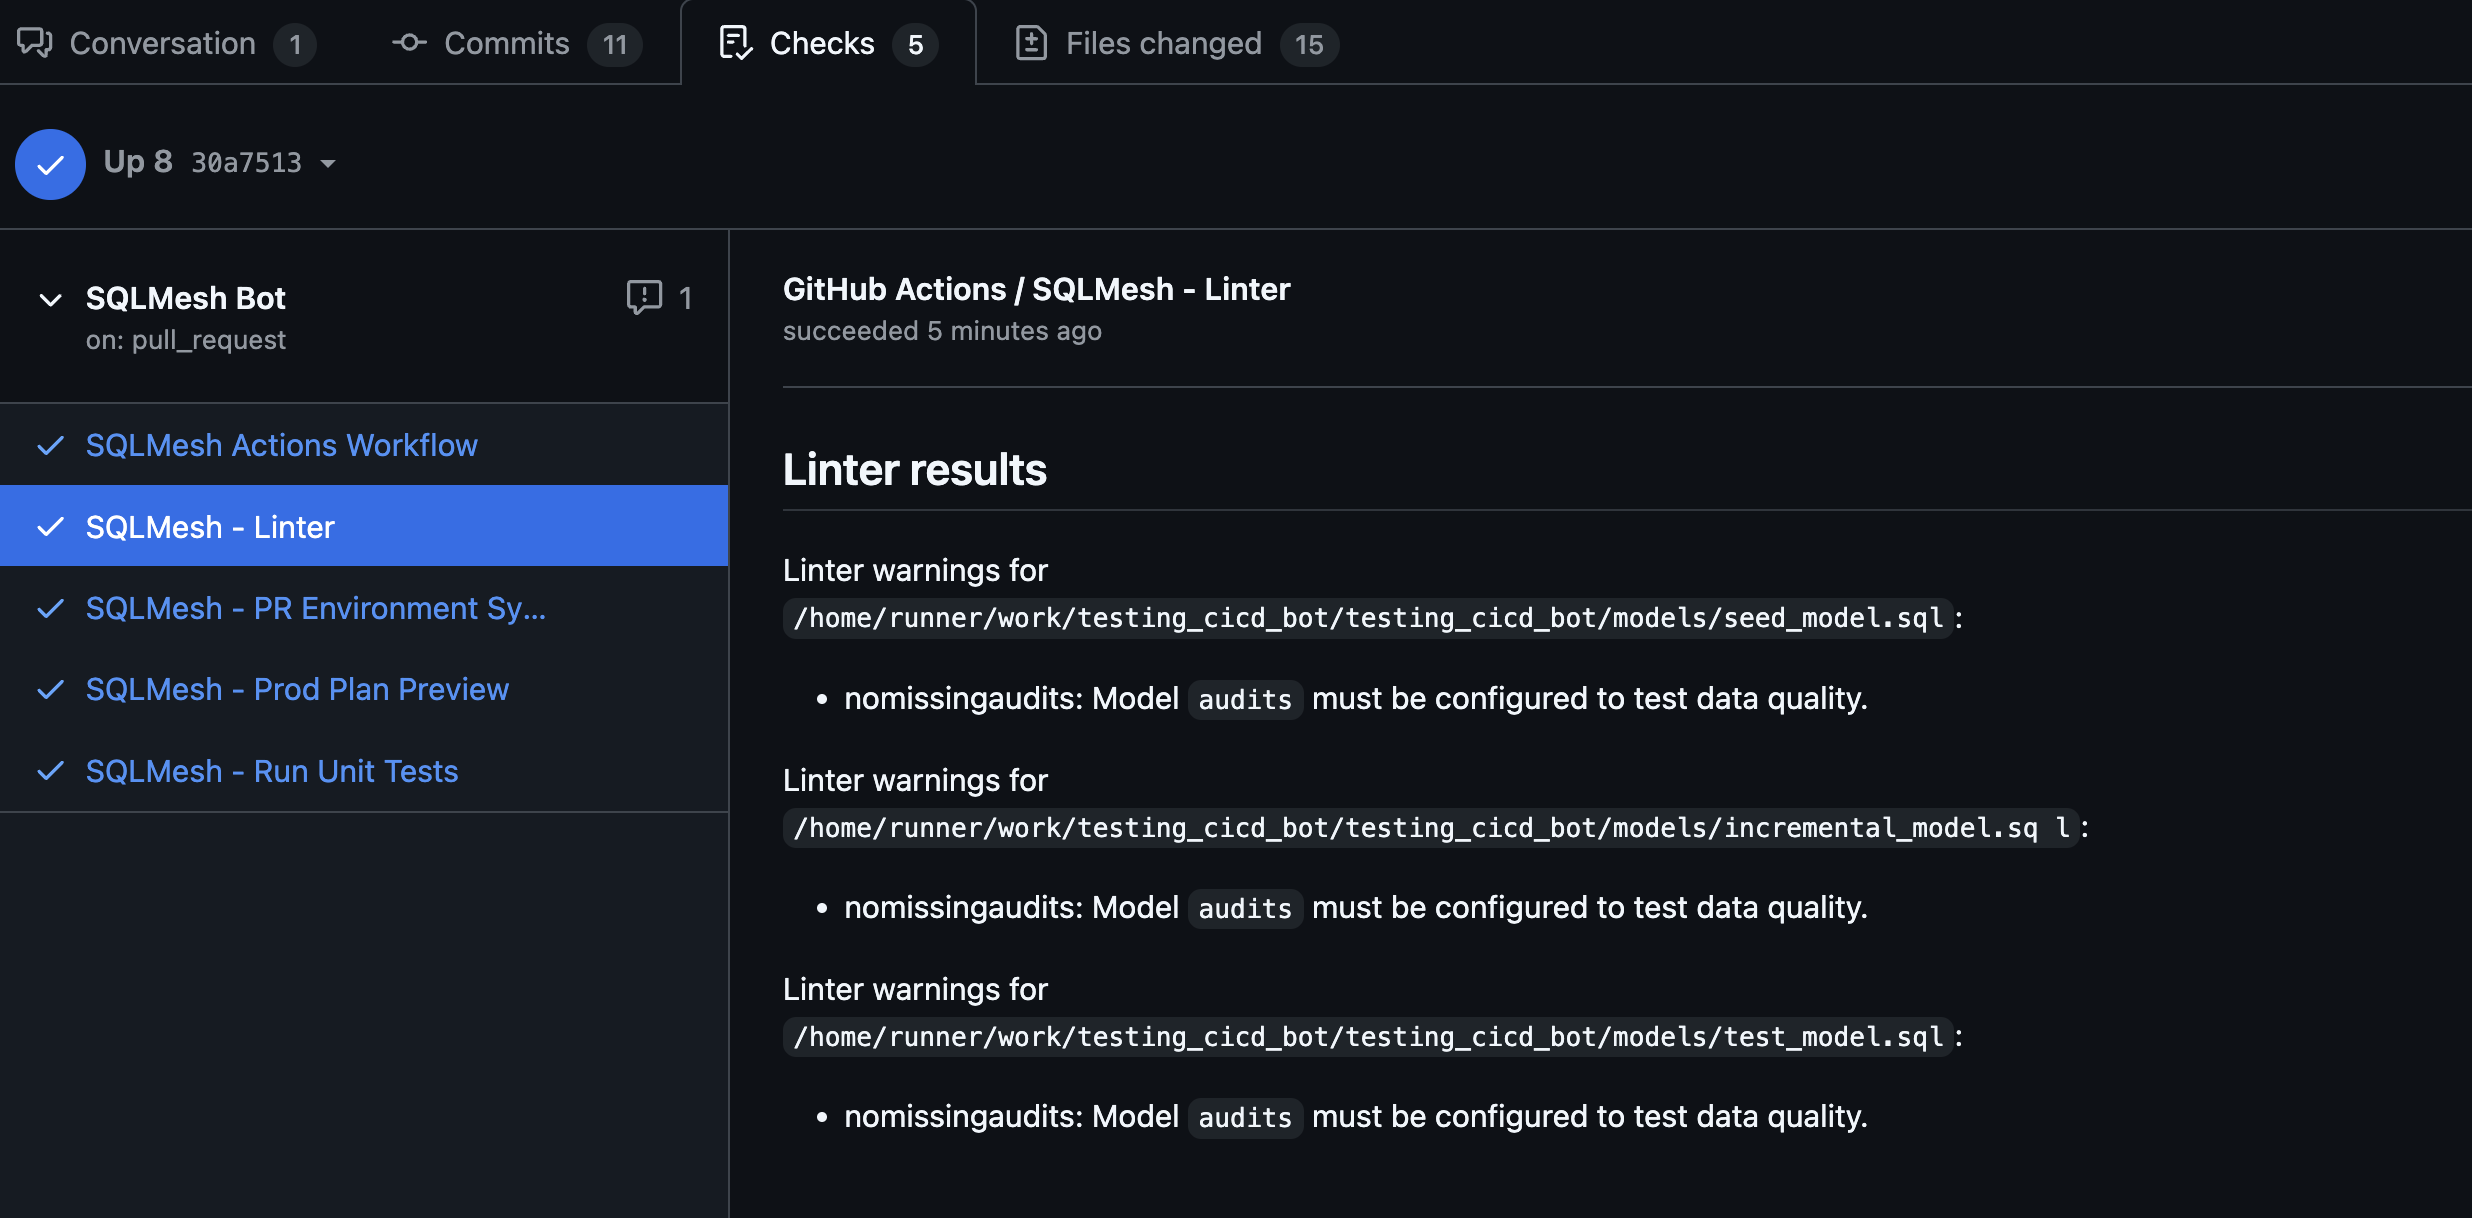 Conversation 1 Commits 11 Checks 5 Files changed 15
Up 8 30a7513
SQLMesh Bot 1
on: pull_request
SQLMesh Actions Workflow
SQLMesh - Linter
SQLMesh - PR Environment Sy...
SQLMesh - Prod Plan Preview
SQLMesh - Run Unit Tests
GitHub Actions / SQLMesh - Linter
succeeded 5 minutes ago
Linter results
Linter warnings for
/home/runner/work/testing_cicd_bot/testing_cicd_bot/models/seed_model.sql:
• nomissingaudits: Model audits must be configured to test data quality.
Linter warnings for
/home/runner/work/testing_cicd_bot/testing_cicd_bot/models/incremental_model.sq l:
• nomissingaudits: Model audits must be configured to test data quality.
Linter warnings for
/home/runner/work/testing_cicd_bot/testing_cicd_bot/models/test_model.sql:
• nomissingaudits: Model audits must be configured to test data quality.